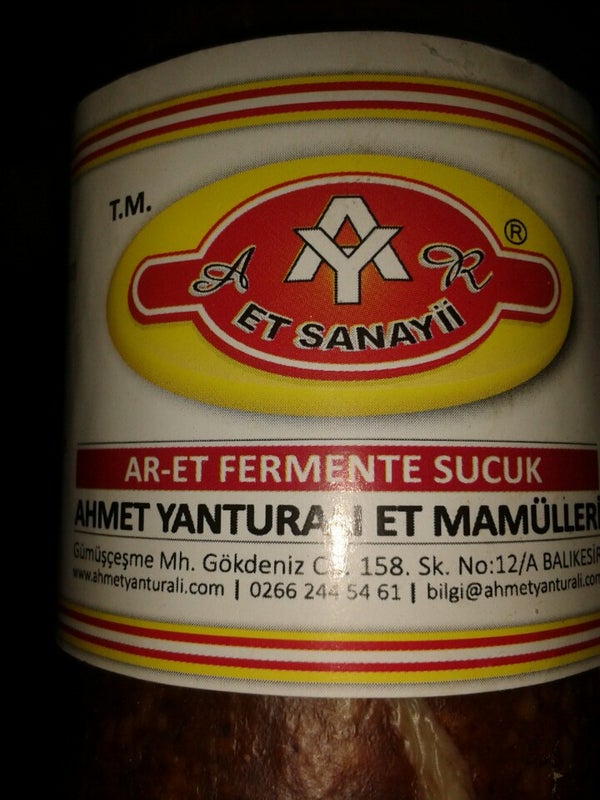 T.M.
®
AY
A R
ET SANAYİİ
AR-ET FERMENTE SUCUK
AHMET YANTURALI ET MAMÜLLERİ
Gümüşçeşme Mh. Gökdeniz 158. Sk. No:12/A BALIKESİR
www.ahmetyanturali.com | 0266 244 54 61 | bilgi@ahmetyanturali.com